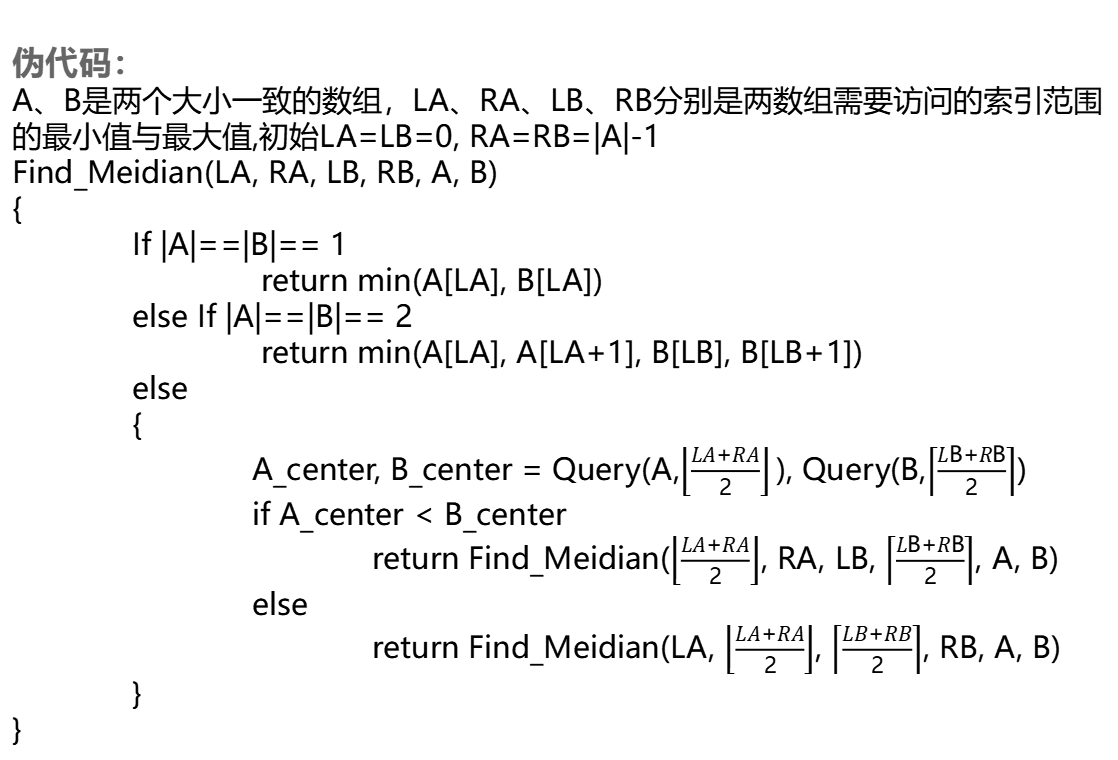 伪代码：
A、B是两个大小一致的数组，LA、RA、LB、RB分别是两数组需要访问的索引范围
的最小值与最大值,初始LA=LB=0, RA=RB=|A|-1
Find_Meidian(LA, RA, LB, RB, A, B)
{
If |A|==|B|== 1
return min(A[LA], B[LA])
else If |A|==|B|== 2
return min(A[LA], A[LA+1], B[LB], B[LB+1])
else
{
A_center, B_center = Query(A,⌊(LA+RA)/2⌋ ), Query(B,⌈(LB+RB)/2⌉)
if A_center < B_center
return Find_Meidian(⌊(LA+RA)/2⌋, RA, LB, ⌈(LB+RB)/2⌉, A, B)
else
return Find_Meidian(LA, ⌊(LA+RA)/2⌋, ⌈(LB+RB)/2⌉, RB, A, B)
}
}